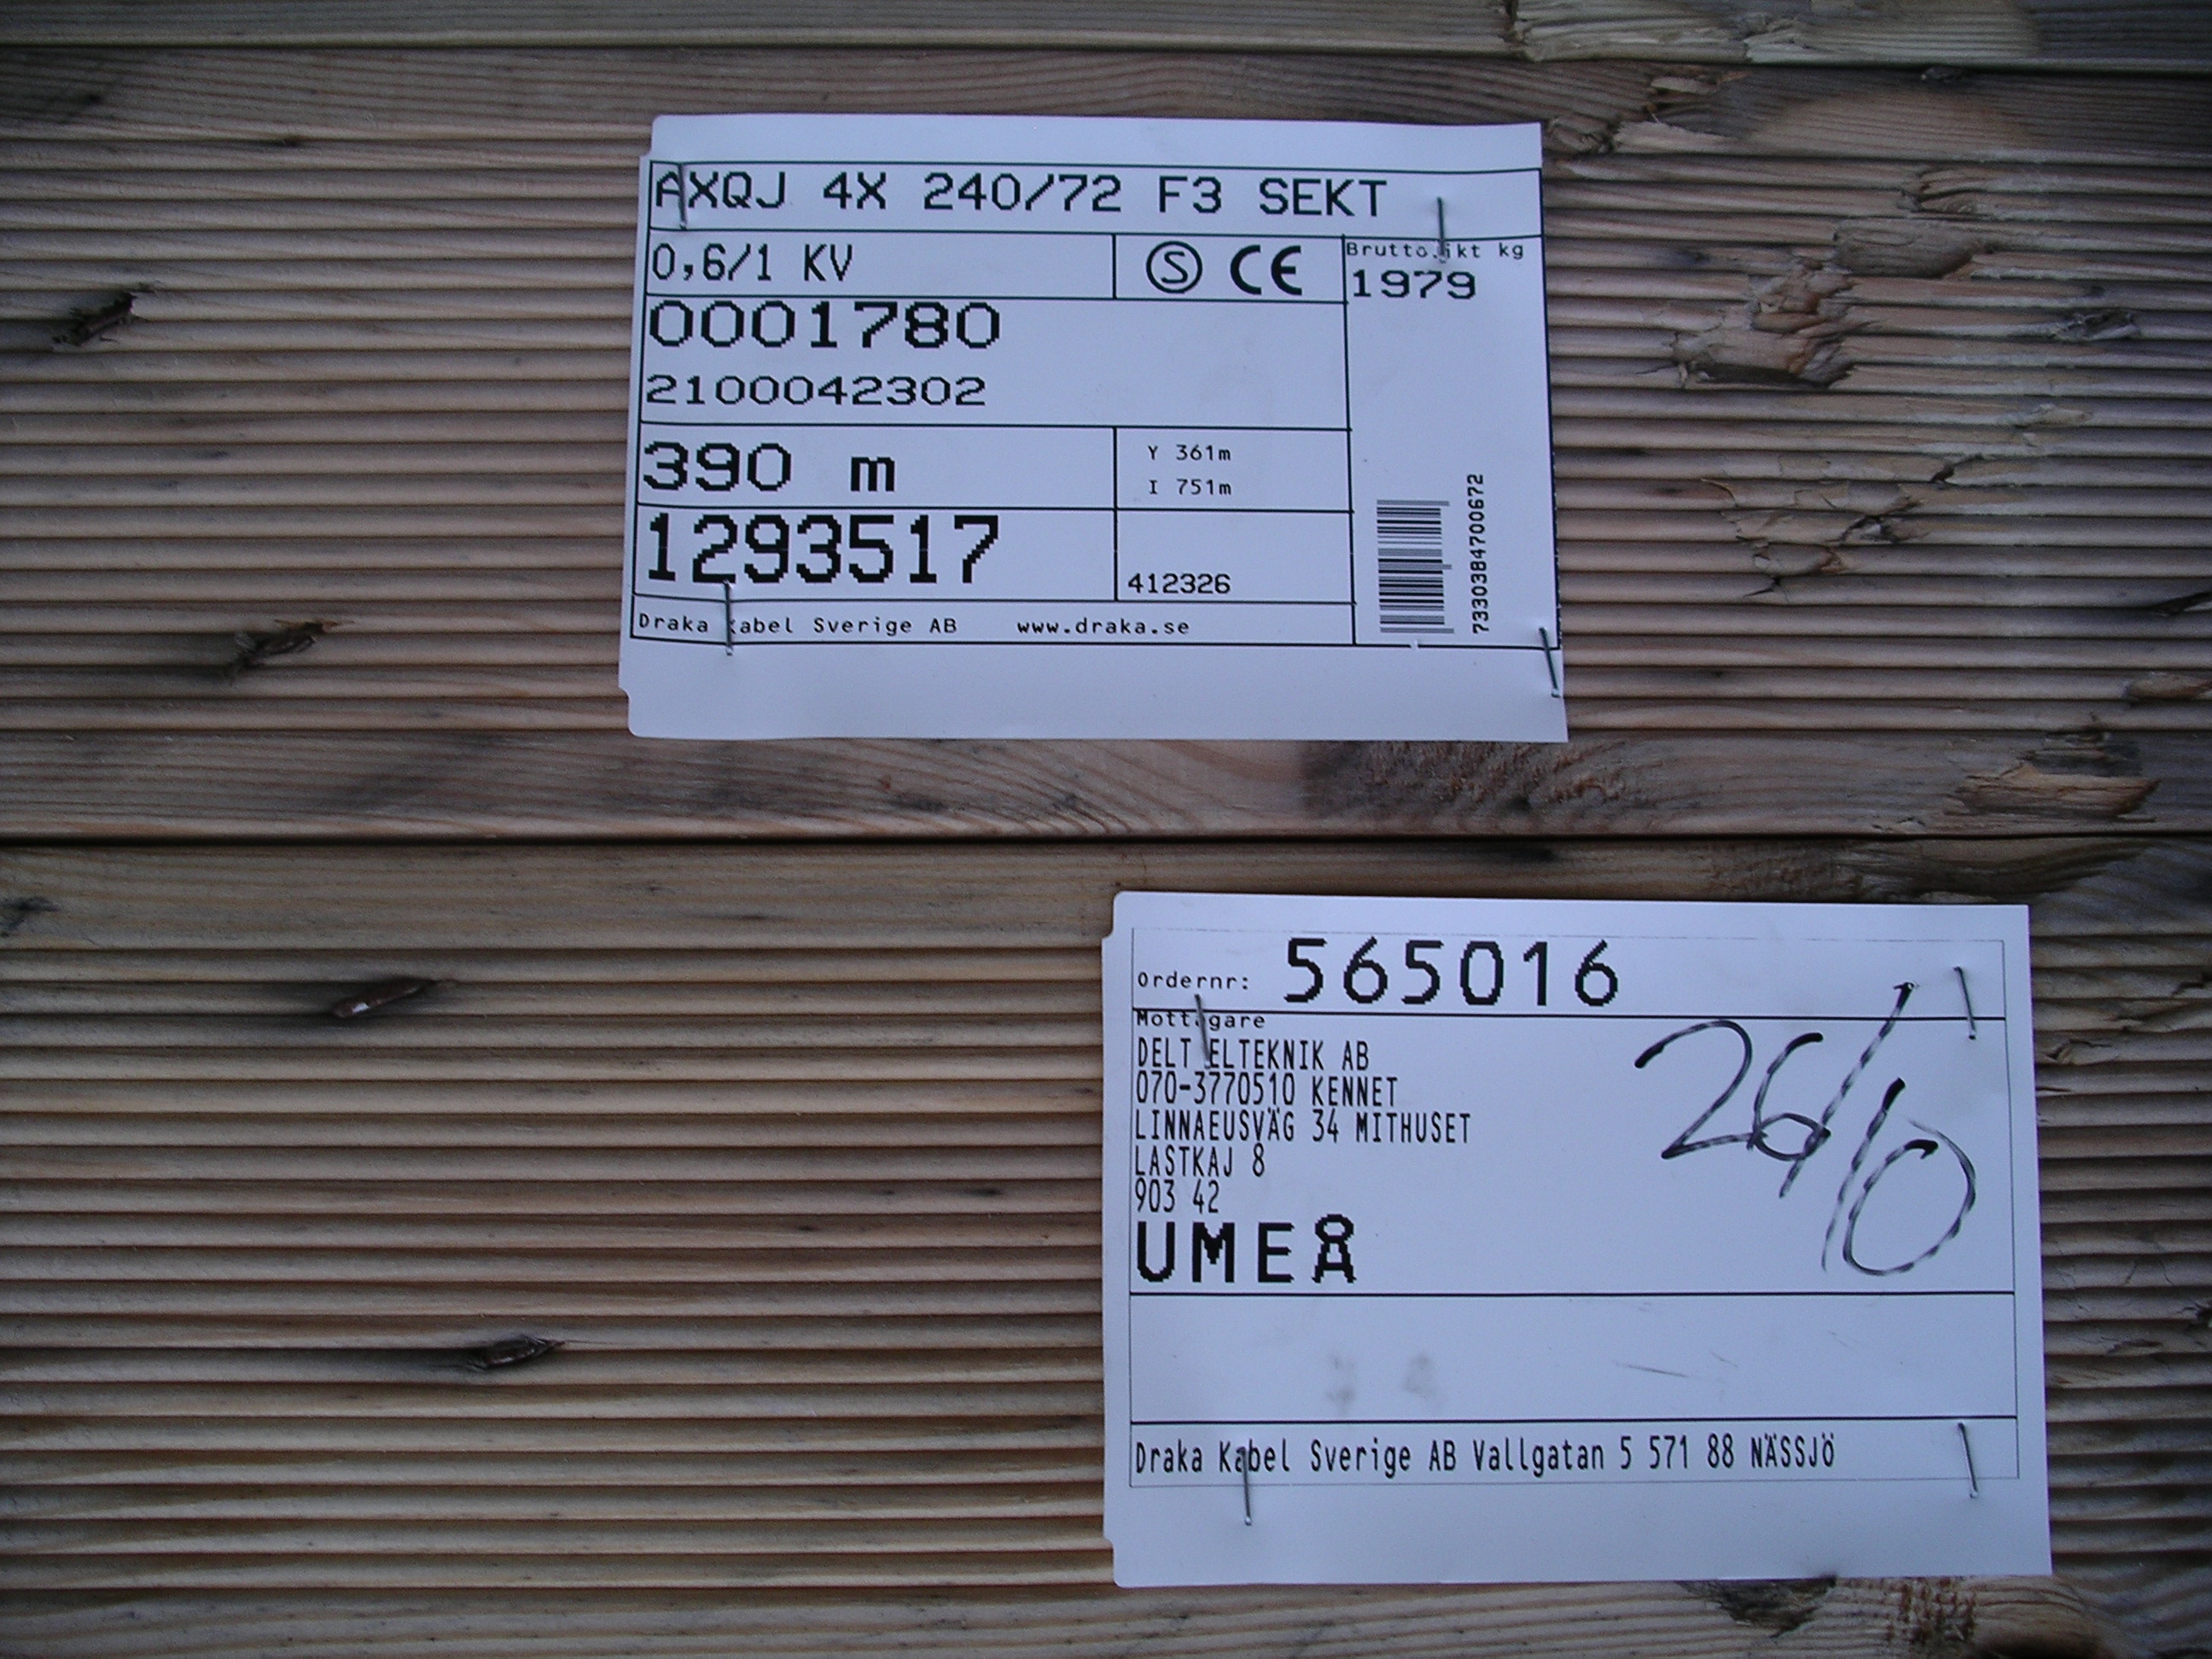 AXQJ 4X 240/72 F3 SEKT
0,6/1 KV
S CE
Bruttovikt kg
1979
0001780
2100042302
390 m
Y 361m
I 751m
1293517
412326
7330384700672
Draka Kabel Sverige AB www.draka.se
Ordernr: 565016
Mottagare
DELT ELTEKNIK AB
070-3770510 KENNET
LINNAEUSVÄG 34 MITHUSET
LASTKAJ 8
903 42
UMEÅ
26/10
Draka Kabel Sverige AB Vallgatan 5 571 88 NÄSSJÖ